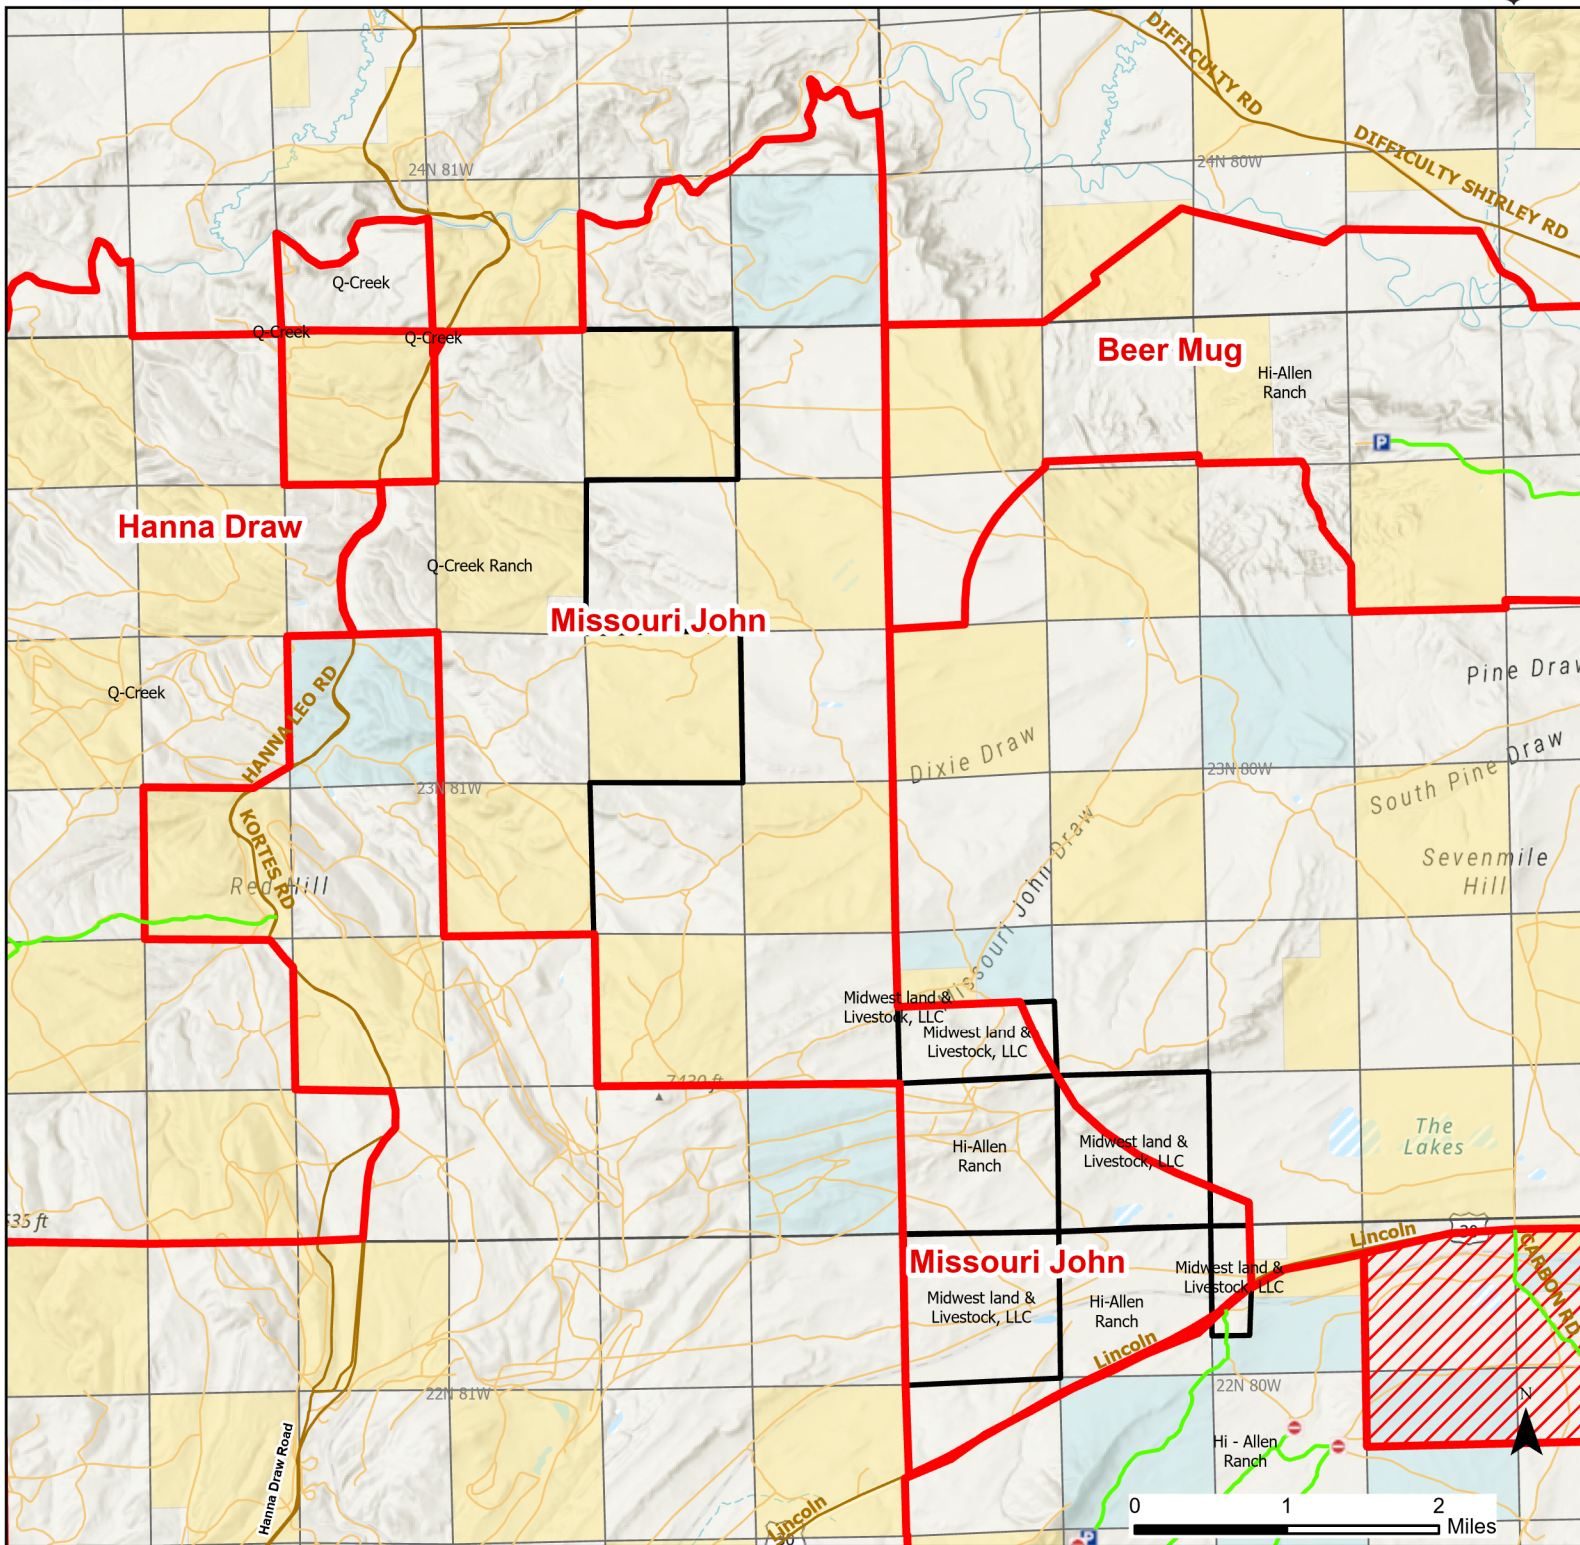 DIFFICULTY RD
DIFFICULTY SHIRLEY RD
24N 81W
24N 80W
Q-Creek
Q-Creek
Q-Creek
Beer Mug
Hi-Allen
Ranch
P
Hanna Draw
Q-Creek Ranch
Missouri John
Q-Creek
HANNA LEO RD
Pine Draw
Dixie Draw
23N 80W
South Pine Draw
23N 81W
KORTES RD
Red Hill
Missouri John Draw
Sevenmile
Hill
Midwest land &
Livestock, LLC
Midwest land &
Livestock, LLC
7430 ft
The
Lakes
Hi-Allen
Ranch
Midwest land &
Livestock, LLC
535 ft
Lincoln
30
CARBON RD
Missouri John
Midwest land &
Livestock, LLC
Midwest land &
Livestock, LLC
Hi-Allen
Ranch
Lincoln
22N 81W
22N 80W
N
Hanna Draw Road
Hi - Allen
Ranch
Lincoln
30
P
0 1 2
Miles